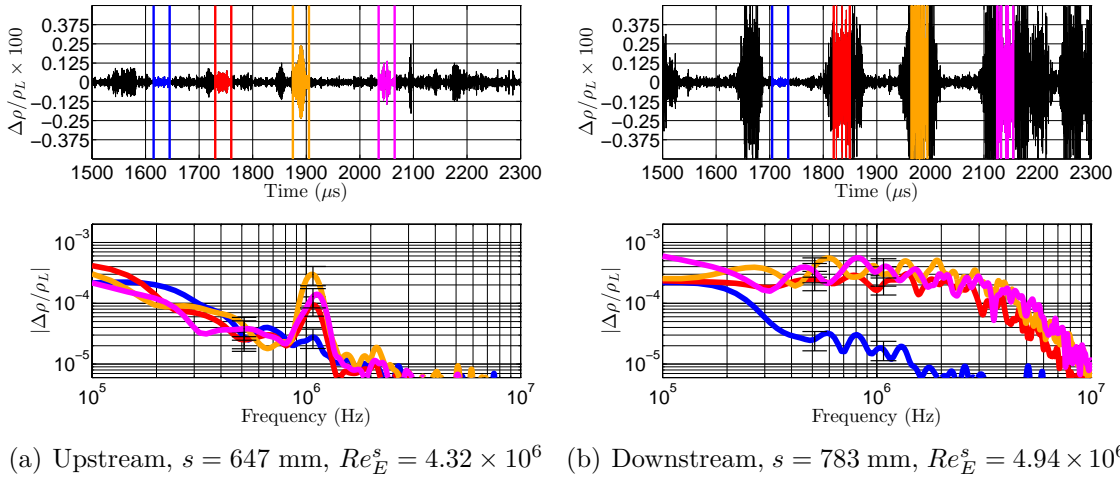 0.375
0.25
0.125
0
−0.125
−0.25
−0.375
Δρ/ρL × 100
1500 1600 1700 1800 1900 2000 2100 2200 2300
Time (μs)
0.375
0.25
0.125
0
−0.125
−0.25
−0.375
Δρ/ρL × 100
1500 1600 1700 1800 1900 2000 2100 2200 2300
Time (μs)
10⁻³
10⁻⁴
10⁻⁵
|Δρ/ρL|
10⁵ 10⁶ 10⁷
Frequency (Hz)
10⁻³
10⁻⁴
10⁻⁵
|Δρ/ρL|
10⁵ 10⁶ 10⁷
Frequency (Hz)
(a) Upstream, s = 647 mm, Re_E^s = 4.32 × 10⁶
(b) Downstream, s = 783 mm, Re_E^s = 4.94 × 10⁶